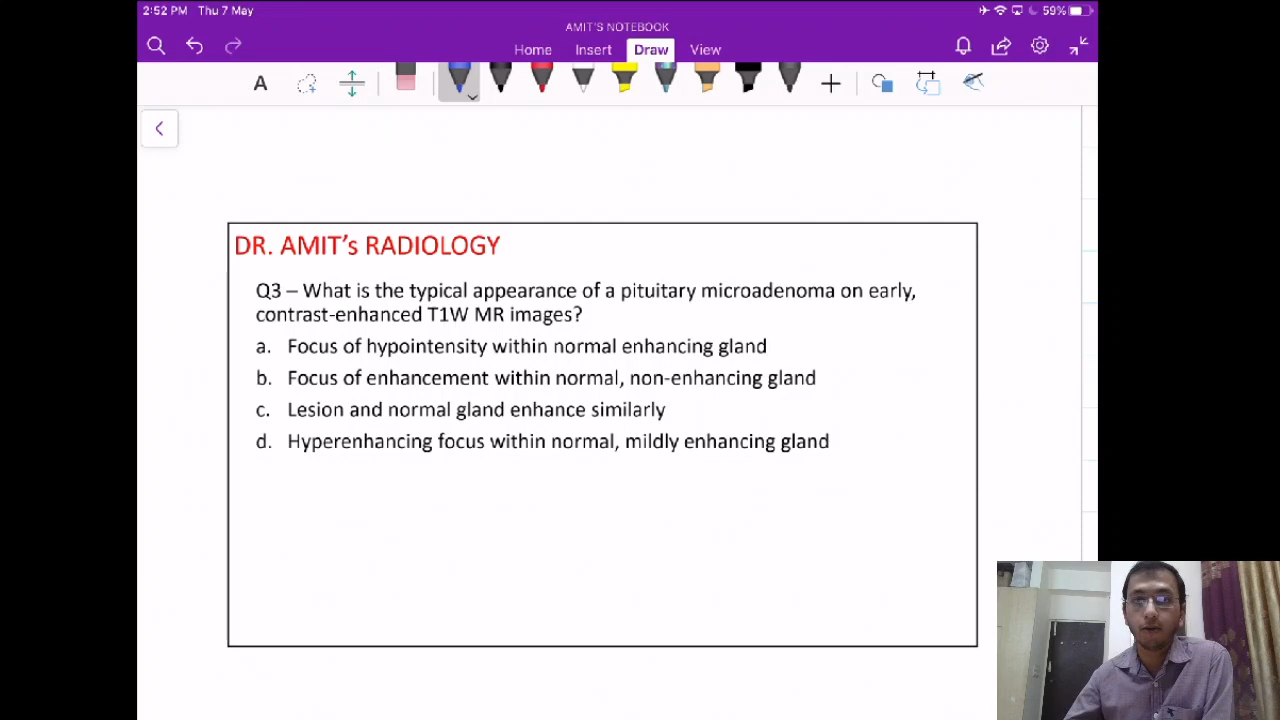 2:52 PM Thu 7 May
59%
AMIT'S NOTEBOOK
Home Insert Draw View
A
DR. AMIT's RADIOLOGY
Q3 – What is the typical appearance of a pituitary microadenoma on early,
contrast-enhanced T1W MR images?
a. Focus of hypointensity within normal enhancing gland
b. Focus of enhancement within normal, non-enhancing gland
c. Lesion and normal gland enhance similarly
d. Hyperenhancing focus within normal, mildly enhancing gland